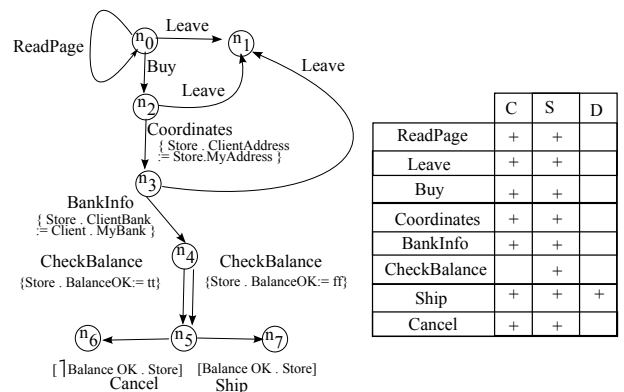 Leave
n0
n1
ReadPage
Buy
Leave
Leave
n2
Coordinates
{ Store . ClientAddress
:= Store.MyAddress }
n3
BankInfo
{ Store . ClientBank
:= Client . MyBank }
n4
CheckBalance
CheckBalance
{Store . BalanceOK:= tt}
{Store . BalanceOK:= ff}
n6
n5
n7
[⌉Balance OK . Store]
[Balance OK . Store]
Cancel
Ship
C S D
ReadPage + +
Leave + +
Buy + +
Coordinates + +
BankInfo + +
CheckBalance +
Ship + + +
Cancel + +